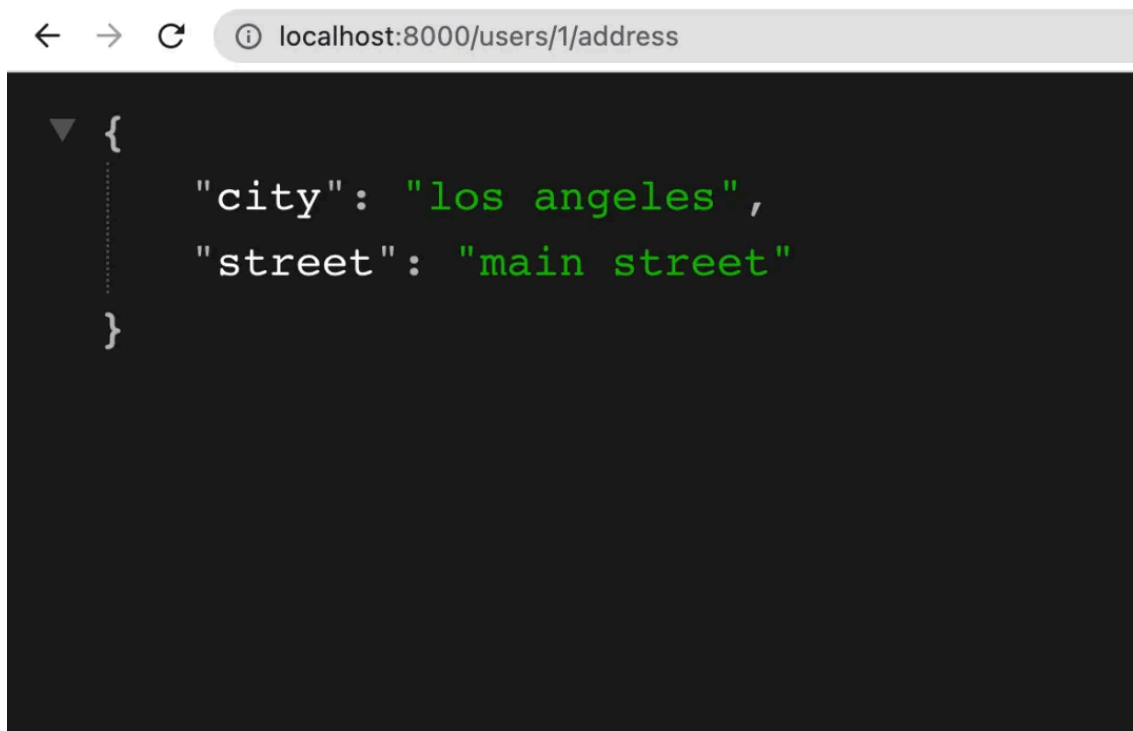 localhost:8000/users/1/address
{
"city": "los angeles",
"street": "main street"
}